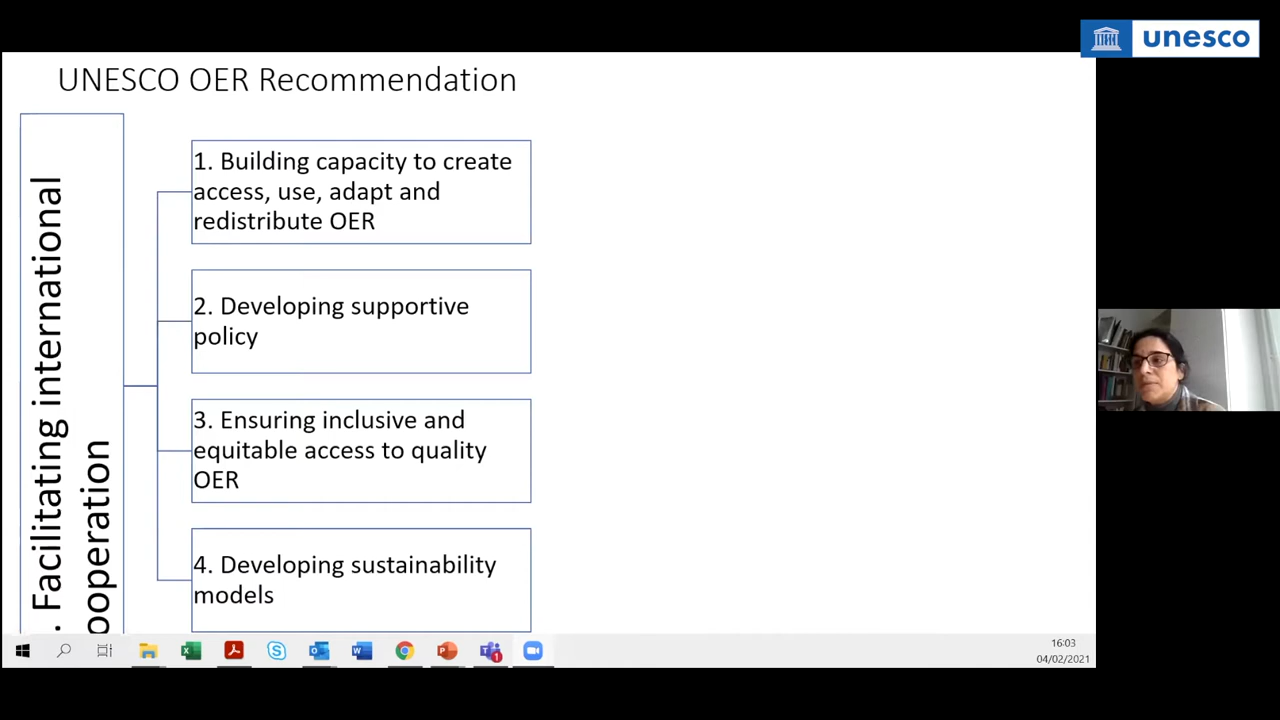 unesco
UNESCO OER Recommendation
. Facilitating international
ooperation
1. Building capacity to create
access, use, adapt and
redistribute OER
2. Developing supportive
policy
3. Ensuring inclusive and
equitable access to quality
OER
4. Developing sustainability
models
16:03
04/02/2021